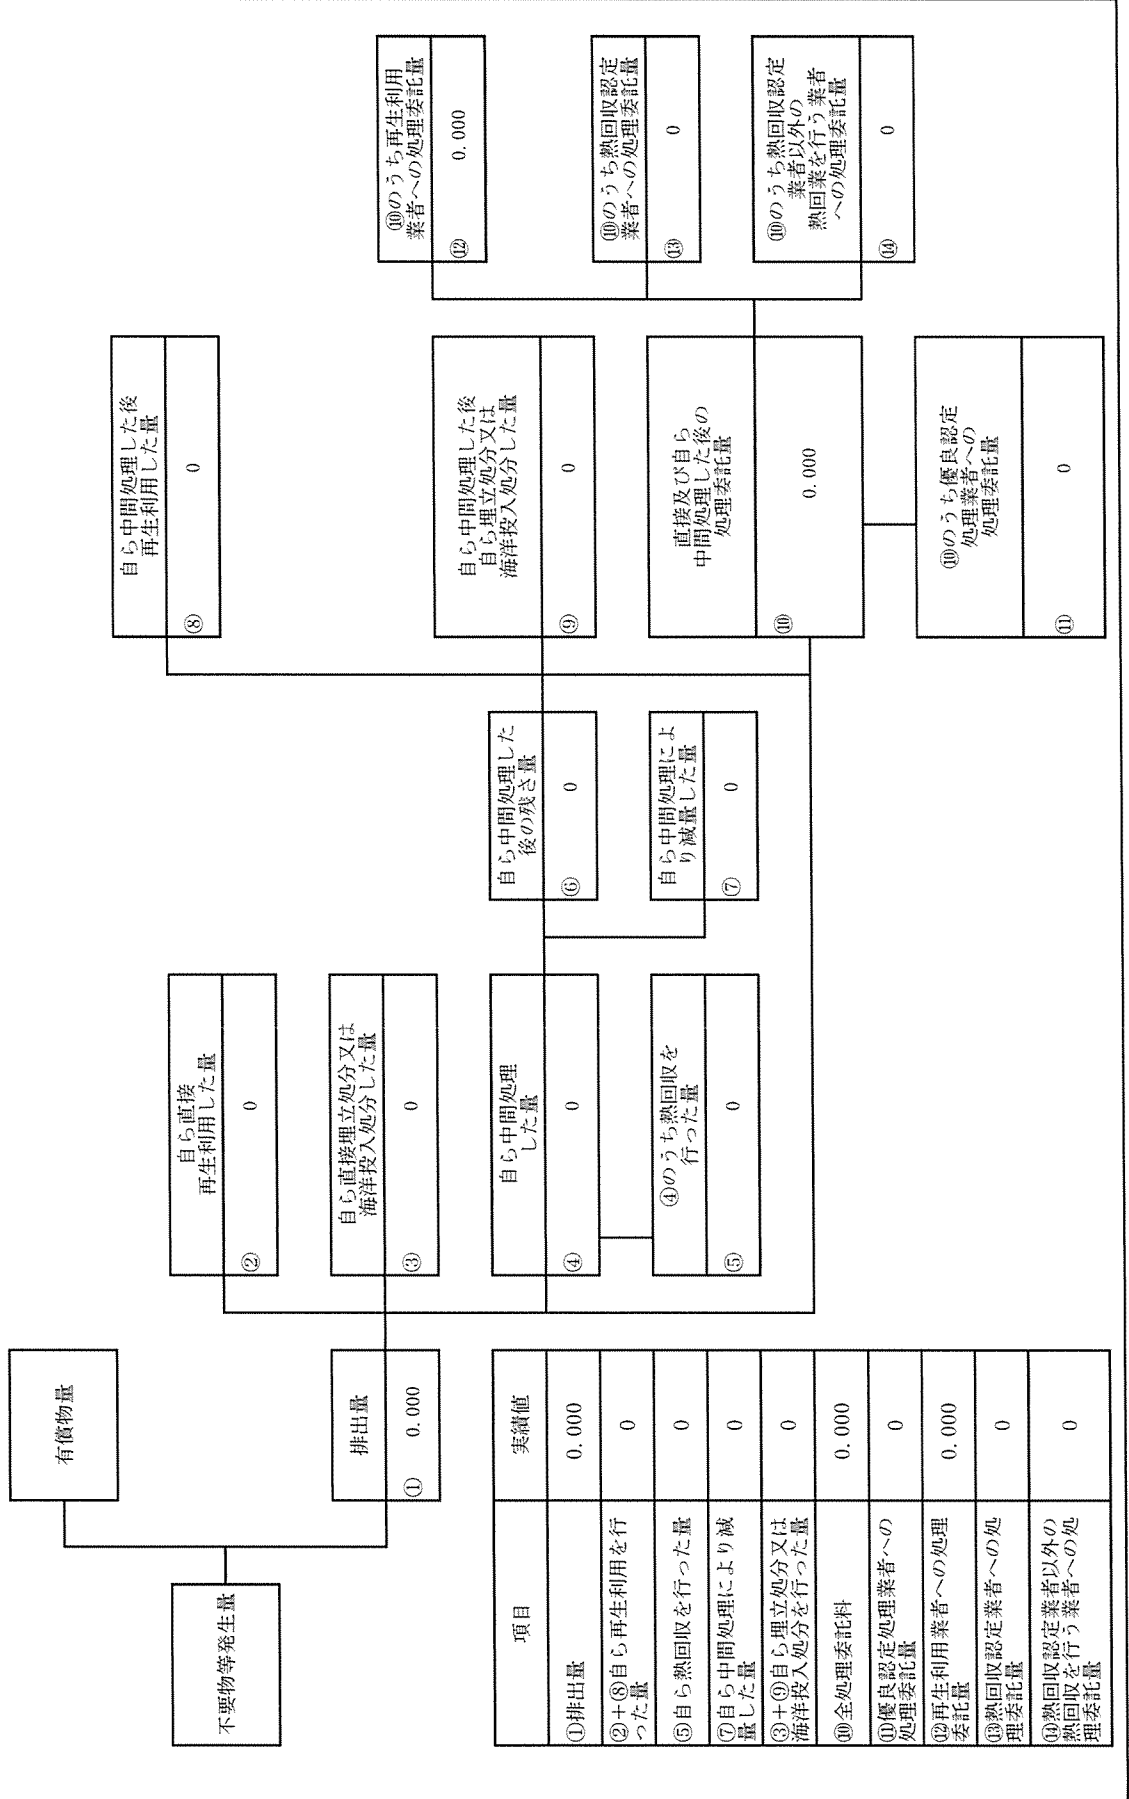 不要物等発生量
有償物量
排出量
① 0.000
自ら直接
再生利用した量
② 0
自ら直接埋立処分又は
海洋投入処分した量
③ 0
自ら中間処理
した量
④ 0
④のうち熱回収を
行った量
⑤ 0
自ら中間処理した
後の残さ量
⑥ 0
自ら中間処理によ
り減量した量
⑦ 0
自ら中間処理した後
再生利用した量
⑧ 0
自ら中間処理した後
自ら埋立処分又は
海洋投入処分した量
⑨ 0
直接及び自ら
中間処理した後の
処理委託量
⑩ 0.000
⑩のうち優良認定
処理業者への
処理委託量
⑪ 0
⑩のうち再生利用
業者への処理委託量
⑫ 0.000
⑩のうち熱回収認定
業者への処理委託量
⑬ 0
⑩のうち熱回収認定
業者以外の
熱回業を行う業者
への処理委託量
⑭ 0
項目 実績値
①排出量 0.000
②+⑧自ら再生利用を行
った量 0
⑤自ら熱回収を行った量 0
⑦自ら中間処理により減
量した量 0
③+⑨自ら埋立処分又は
海洋投入処分を行った量 0
⑩全処理委託料 0.000
⑪優良認定処理業者への
処理委託量 0
⑫再生利用業者への処理
委託量 0.000
⑬熱回収認定業者への処
理委託量 0
⑭熱回収認定業者以外の
熱回収を行う業者への処
理委託量 0